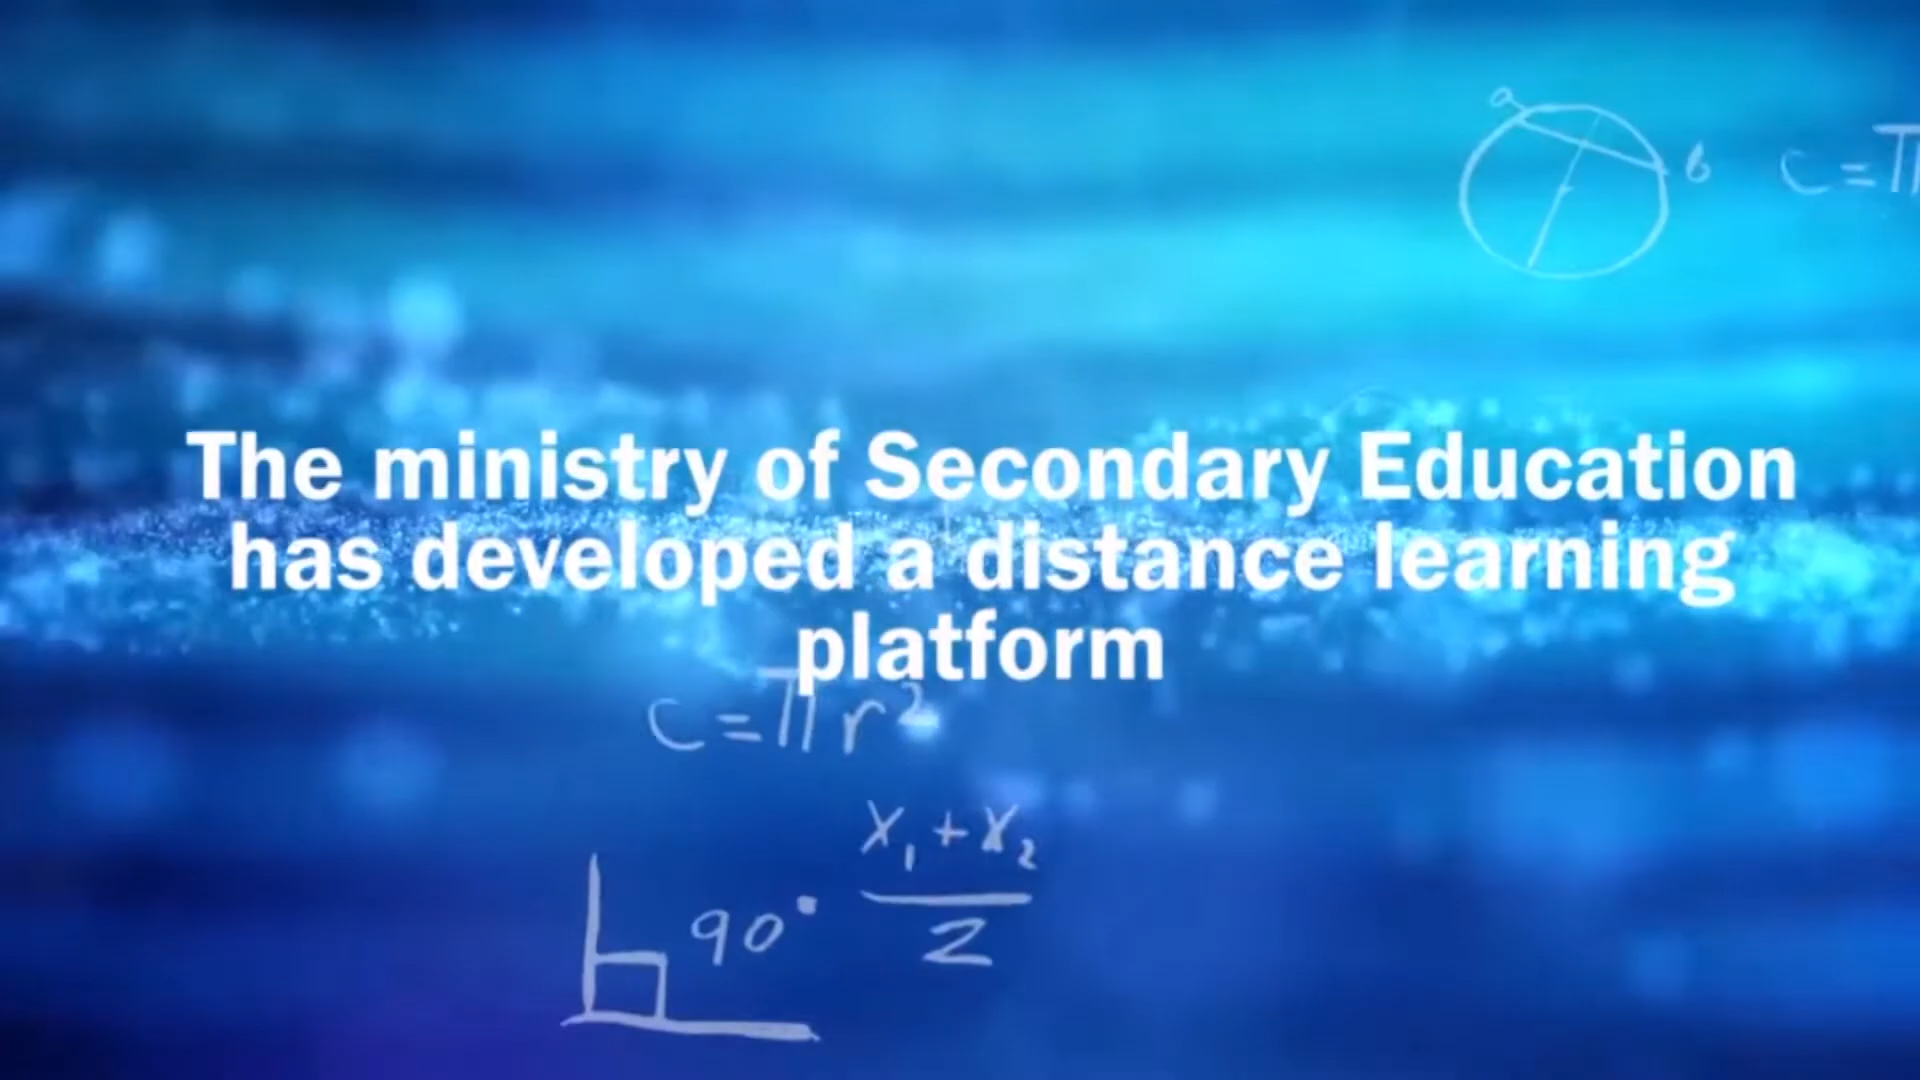 a
b C=π
The ministry of Secondary Education
has developed a distance learning
platform
C=πr²
x₁+x₂
90°
2